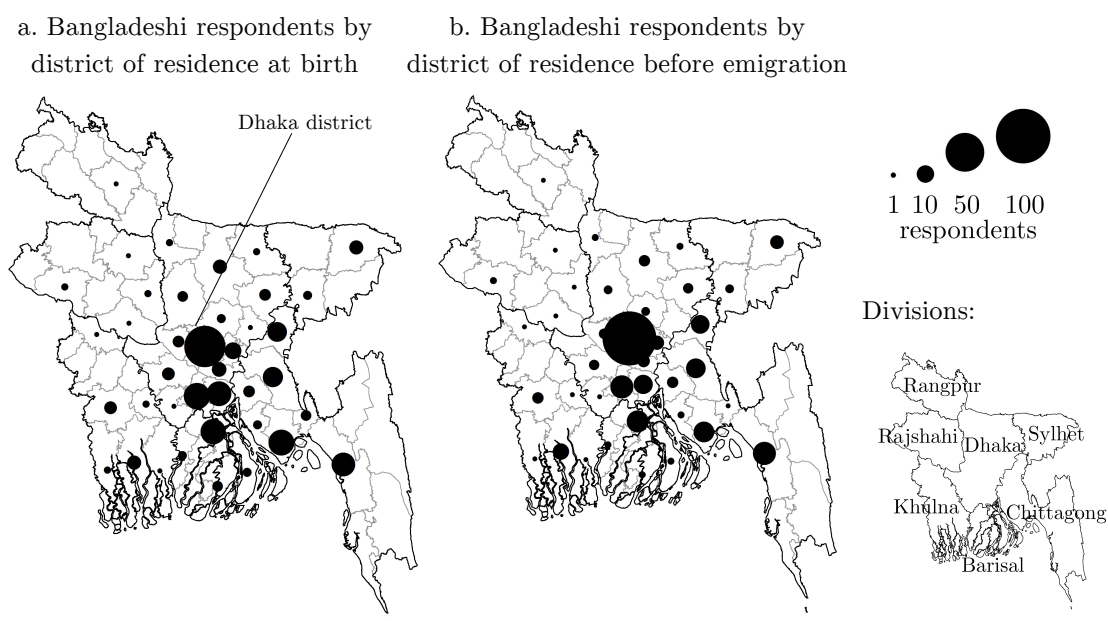 a. Bangladeshi respondents by
district of residence at birth
b. Bangladeshi respondents by
district of residence before emigration
Dhaka district
1 10 50 100
respondents
Divisions:
Rangpur
Rajshahi
Dhaka
Sylhet
Khulna
Chittagong
Barisal